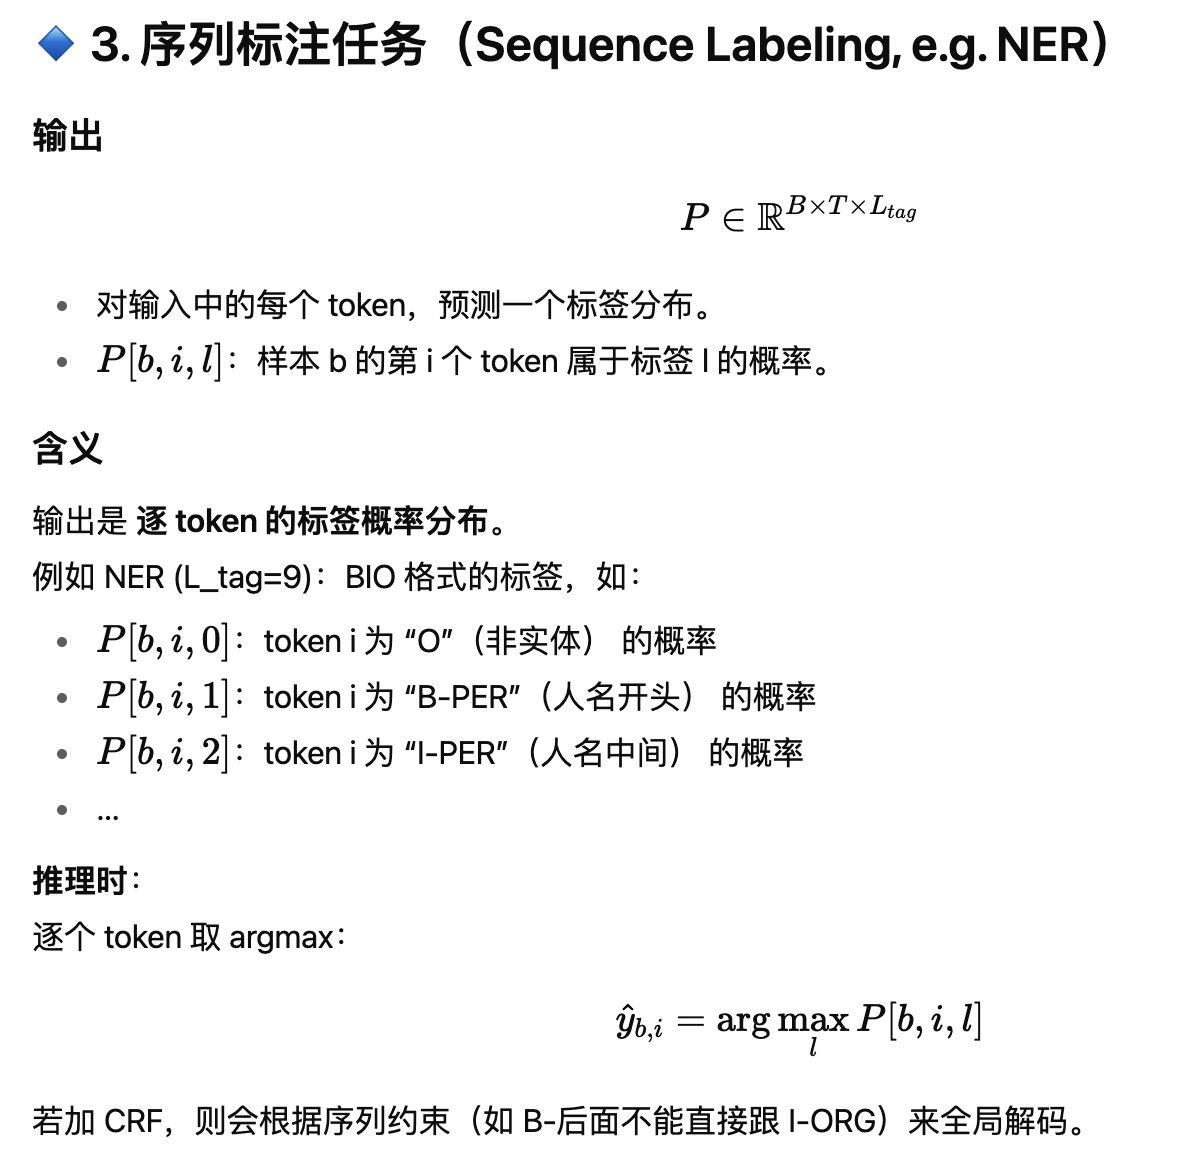 🔷 3. 序列标注任务（Sequence Labeling, e.g. NER）
输出
$P \in \mathbb{R}^{B \times T \times L_{tag}}$
• 对输入中的每个 token，预测一个标签分布。
• $P[b, i, l]$：样本 b 的第 i 个 token 属于标签 l 的概率。
含义
输出是 逐 token 的标签概率分布。
例如 NER (L_tag=9)：BIO 格式的标签，如：
• $P[b, i, 0]$：token i 为 “O”（非实体） 的概率
• $P[b, i, 1]$：token i 为 “B-PER”（人名开头） 的概率
• $P[b, i, 2]$：token i 为 “I-PER”（人名中间） 的概率
• ...
推理时：
逐个 token 取 argmax：
$\hat{y}_{b,i} = \arg\max_{l} P[b, i, l]$
若加 CRF，则会根据序列约束（如 B-后面不能直接跟 I-ORG）来全局解码。